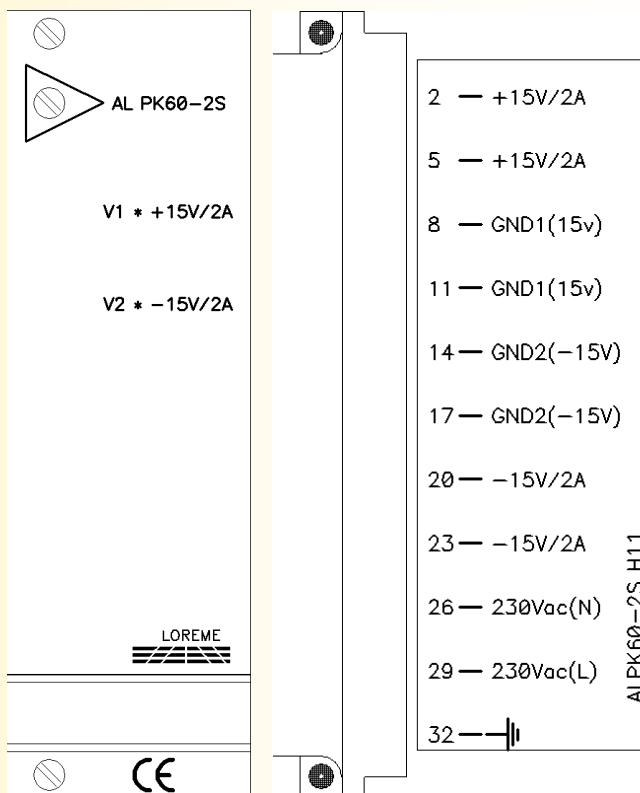 AL PK60-2S
V1 * +15V/2A
V2 * -15V/2A
LOREME
CE
2 — +15V/2A
5 — +15V/2A
8 — GND1(15v)
11 — GND1(15v)
14 — GND2(-15V)
17 — GND2(-15V)
20 — -15V/2A
23 — -15V/2A
26 — 230Vac(N)
29 — 230Vac(L)
32
ALPK60-2S H11